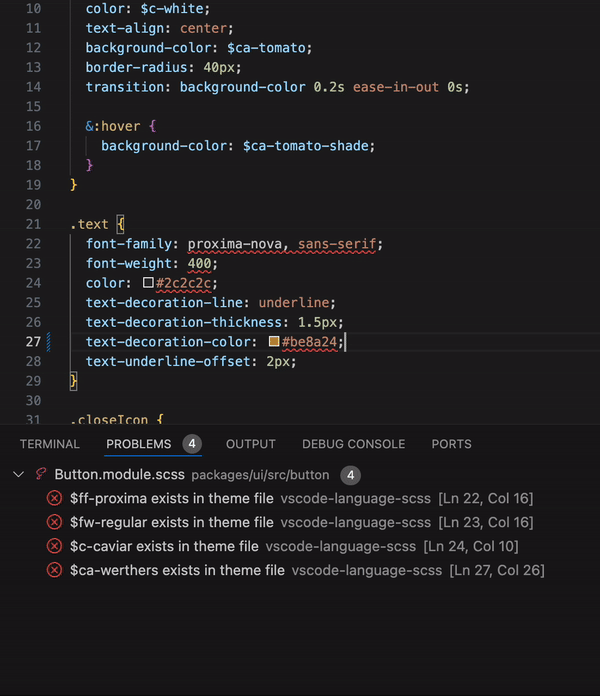 10 color: $c-white;
11 text-align: center;
12 background-color: $ca-tomato;
13 border-radius: 40px;
14 transition: background-color 0.2s ease-in-out 0s;
15
16 &:hover {
17 background-color: $ca-tomato-shade;
18 }
19 }
20
21 .text {
22 font-family: proxima-nova, sans-serif;
23 font-weight: 400;
24 color: #2c2c2c;
25 text-decoration-line: underline;
26 text-decoration-thickness: 1.5px;
27 text-decoration-color: #be8a24;
28 text-underline-offset: 2px;
29 }
30
31 .closeIcon {
TERMINAL PROBLEMS 4 OUTPUT DEBUG CONSOLE PORTS
Button.module.scss packages/ui/src/button 4
$ff-proxima exists in theme file vscode-language-scss [Ln 22, Col 16]
$fw-regular exists in theme file vscode-language-scss [Ln 23, Col 16]
$c-caviar exists in theme file vscode-language-scss [Ln 24, Col 10]
$ca-werthers exists in theme file vscode-language-scss [Ln 27, Col 26]